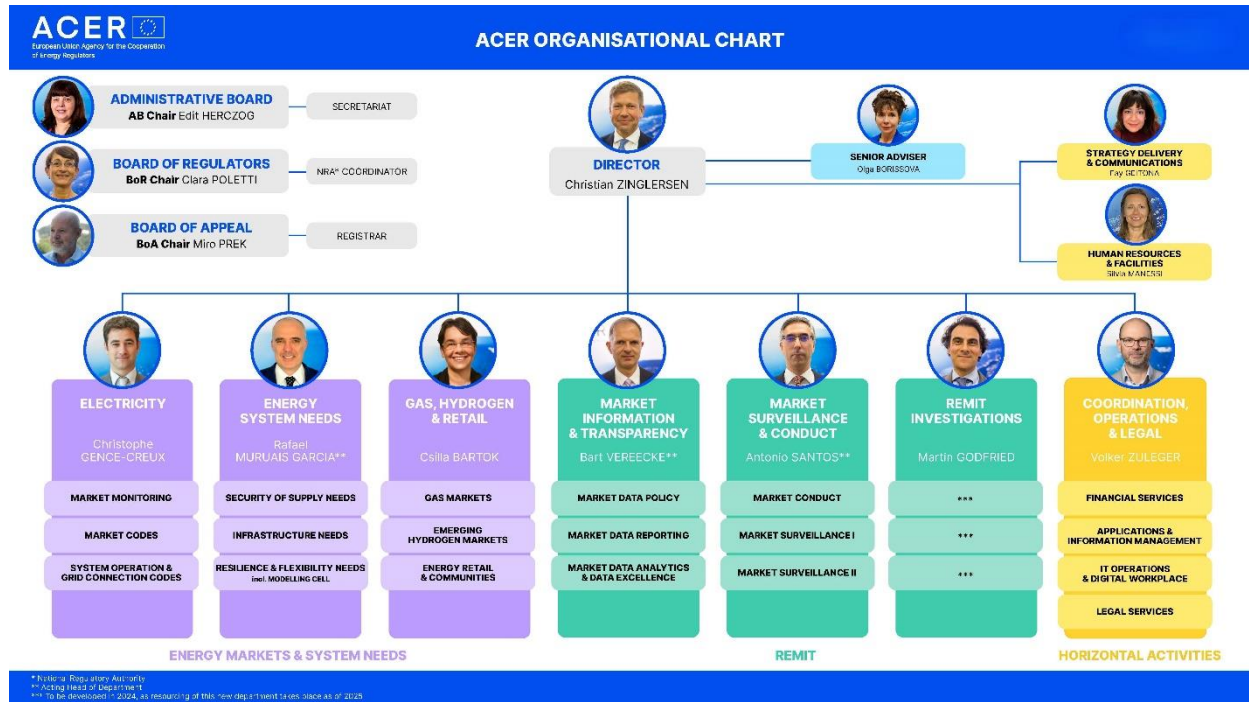 ACER
European Union Agency for the Cooperation
of Energy Regulators
ACER ORGANISATIONAL CHART
ADMINISTRATIVE BOARD
AB Chair Edit HERCZOG
SECRETARIAT
BOARD OF REGULATORS
BoR Chair Clara POLETTI
NRA* COORDINATOR
BOARD OF APPEAL
BoA Chair Miro PREK
REGISTRAR
DIRECTOR
Christian ZINGLERSEN
SENIOR ADVISER
Olga BORISSOVA
STRATEGY DELIVERY
& COMMUNICATIONS
Fay GEITONA
HUMAN RESOURCES
& FACILITIES
Silvia MANESSI
ELECTRICITY
Christophe
GENCE-CREUX
MARKET MONITORING
MARKET CODES
SYSTEM OPERATION &
GRID CONNECTION CODES
ENERGY
SYSTEM NEEDS
Rafael
MURUAIS GARCIA**
SECURITY OF SUPPLY NEEDS
INFRASTRUCTURE NEEDS
RESILIENCE & FLEXIBILITY NEEDS
incl. MODELLING CELL
GAS, HYDROGEN
& RETAIL
Csilla BARTOK
GAS MARKETS
EMERGING
HYDROGEN MARKETS
ENERGY RETAIL
& COMMUNITIES
MARKET
INFORMATION
& TRANSPARENCY
Bart VEREECKE**
MARKET DATA POLICY
MARKET DATA REPORTING
MARKET DATA ANALYTICS
& DATA EXCELLENCE
MARKET
SURVEILLANCE
& CONDUCT
Antonio SANTOS**
MARKET CONDUCT
MARKET SURVEILLANCE I
MARKET SURVEILLANCE II
REMIT
INVESTIGATIONS
Martin GODFRIED
***
***
***
COORDINATION,
OPERATIONS
& LEGAL
Volker ZULEGER
FINANCIAL SERVICES
APPLICATIONS &
INFORMATION MANAGEMENT
IT OPERATIONS
& DIGITAL WORKPLACE
LEGAL SERVICES
ENERGY MARKETS & SYSTEM NEEDS
REMIT
HORIZONTAL ACTIVITIES
* National Regulatory Authority
** Acting Head of Department
*** To be developed in 2024, as resourcing of this new department takes place as of 2025